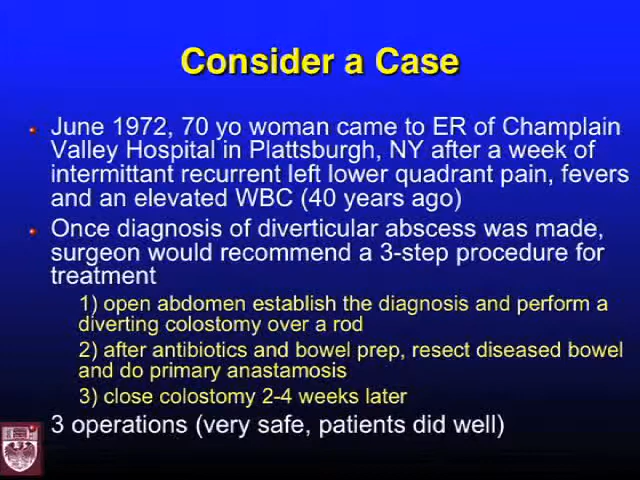 Consider a Case
June 1972, 70 yo woman came to ER of Champlain
Valley Hospital in Plattsburgh, NY after a week of
intermittant recurrent left lower quadrant pain, fevers
and an elevated WBC (40 years ago)
Once diagnosis of diverticular abscess was made,
surgeon would recommend a 3-step procedure for
treatment
1) open abdomen establish the diagnosis and perform a
diverting colostomy over a rod
2) after antibiotics and bowel prep, resect diseased bowel
and do primary anastamosis
3) close colostomy 2-4 weeks later
3 operations (very safe, patients did well)